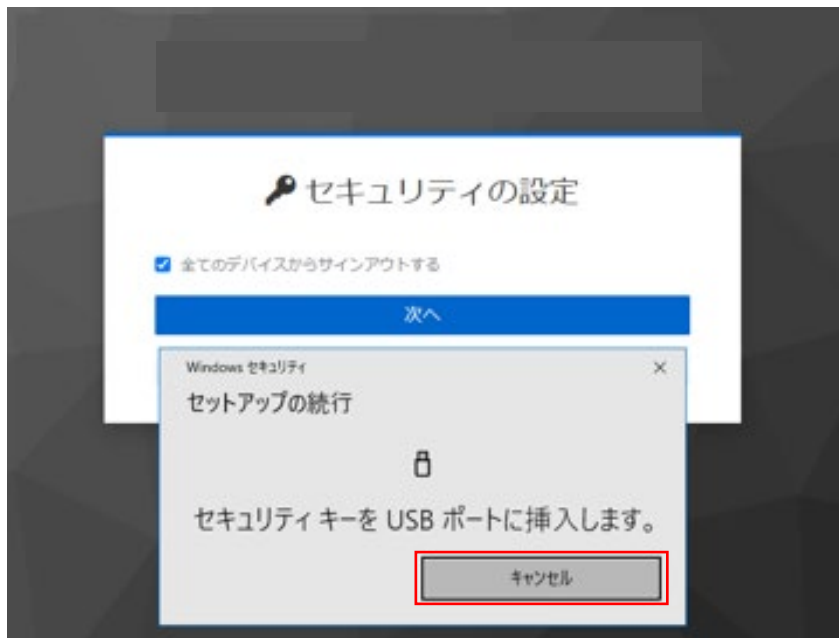 セキュリティの設定
全てのデバイスからサインアウトする
次へ
Windows セキュリティ
セットアップの続行
セキュリティ キーを USB ポートに挿入します。
キャンセル